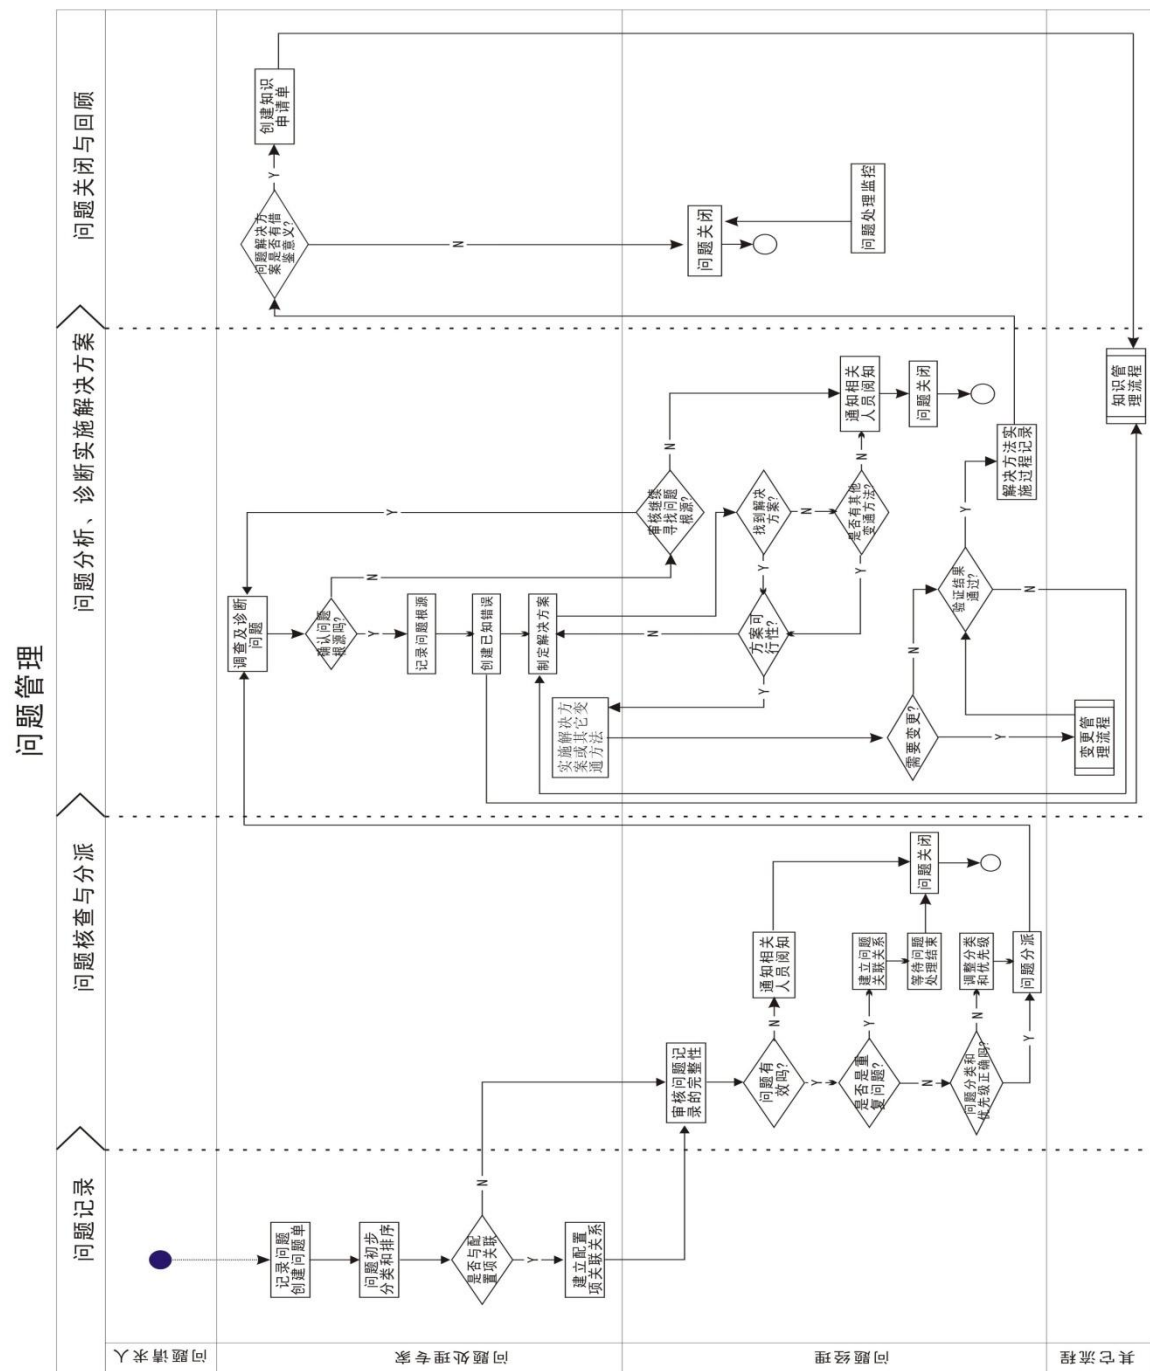 问题管理
问题记录
问题核查与分派
问题分析、诊断实施解决方案
问题关闭与回顾
问题请求人
问题处理专家
问题经理
其它流程
记录问题
创建问题单
问题初步
分类和排序
是否与配
置项关联
N
Y
建立配置
项关联关系
审核问题记
录的完整性
问题有
效吗?
N
Y
通知相关
人员阅知
是否是重
复问题?
Y
N
建立问题
关联关系
等待问题
处理结束
问题关闭
问题分类和
优先级正确吗?
N
Y
调整分类
和优先级
问题分派
调查及诊断
问题
确认问题
根源吗?
N
Y
记录问题根源
创建已知错误
制定解决方案
审核继续
寻找问题
根源?
Y
N
找到解决
方案?
Y
N
方案可
行性?
N
Y
是否有其他
变通方法?
Y
N
通知相关
人员阅知
问题关闭
实施解决方
案或其它变
通方法
需要变更?
N
Y
变更管
理流程
验证结果
通过?
Y
N
解决方法实
施过程记录
知识管
理流程
问题解决方
案是否有借
鉴意义?
Y
N
创建知识
申请单
问题关闭
问题处理监控